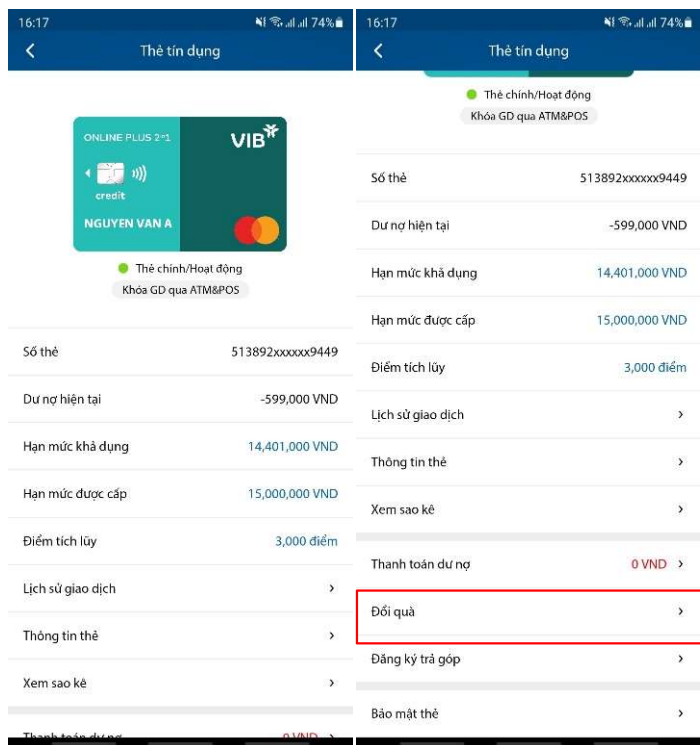 16:17 74%
Thẻ tín dụng
ONLINE PLUS 2in1
VIB
credit
NGUYEN VAN A
Thẻ chính/Hoạt động
Khóa GD qua ATM&POS
Số thẻ 513892xxxxxx9449
Dư nợ hiện tại -599,000 VND
Hạn mức khả dụng 14,401,000 VND
Hạn mức được cấp 15,000,000 VND
Điểm tích lũy 3,000 điểm
Lịch sử giao dịch
Thông tin thẻ
Xem sao kê
Thanh toán dư nợ 0 VND
16:17 74%
Thẻ tín dụng
Thẻ chính/Hoạt động
Khóa GD qua ATM&POS
Số thẻ 513892xxxxxx9449
Dư nợ hiện tại -599,000 VND
Hạn mức khả dụng 14,401,000 VND
Hạn mức được cấp 15,000,000 VND
Điểm tích lũy 3,000 điểm
Lịch sử giao dịch
Thông tin thẻ
Xem sao kê
Thanh toán dư nợ 0 VND
Đổi quà
Đăng ký trả góp
Bảo mật thẻ